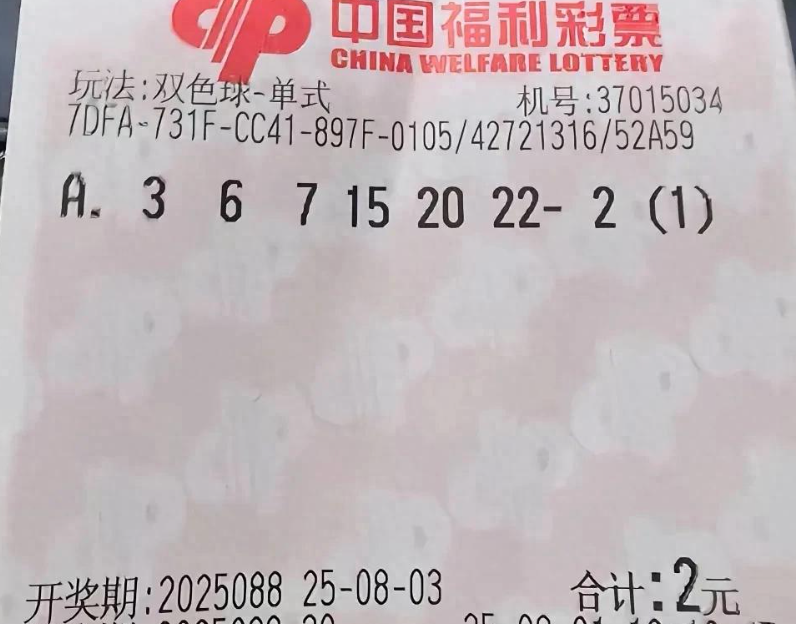 中国福利彩票
CHINA WELFARE LOTTERY
玩法:双色球-单式 机号:37015034
7DFA-731F-CC41-897F-0105/42721316/52A59
A. 3 6 7 15 20 22- 2 (1)
开奖期:2025088 25-08-03 合计:2元